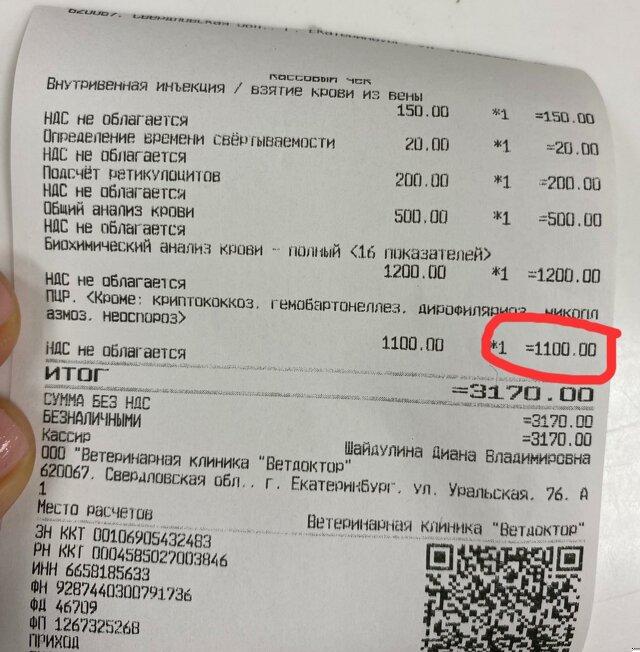 620067, Свердловская обл., г. Екатеринбург, ул.
Кассовый чек
Внутривенная инъекция / взятие крови из вены
150.00 *1 =150.00
НДС не облагается
Определение времени свёртываемости
20.00 *1 =20.00
НДС не облагается
Подсчёт ретикулоцитов
200.00 *1 =200.00
НДС не облагается
Общий анализ крови
500.00 *1 =500.00
НДС не облагается
Биохимический анализ крови - полный <16 показателей>
1200.00 *1 =1200.00
НДС не облагается
ПЦР. <Кроме: криптококкоз, гемобартонеллез, дирофиляриоз, микопл
азмоз, неоспороз>
1100.00 *1 =1100.00
НДС не облагается
ИТОГ =3170.00
СУММА БЕЗ НДС =3170.00
БЕЗНАЛИЧНЫМИ =3170.00
Кассир Шайдулина Диана Владимировна
ООО "Ветеринарная клиника "Ветдоктор"
620067, Свердловская обл., г. Екатеринбург, ул. Уральская, 76, А
1
Место расчетов Ветеринарная клиника "Ветдоктор"
ЗН ККТ 00106905432483
РН ККТ 0004585027003846
ИНН 6658185633
ФН 9287440300791736
ФД 46709
ФП 1267325268
ПРИХОД